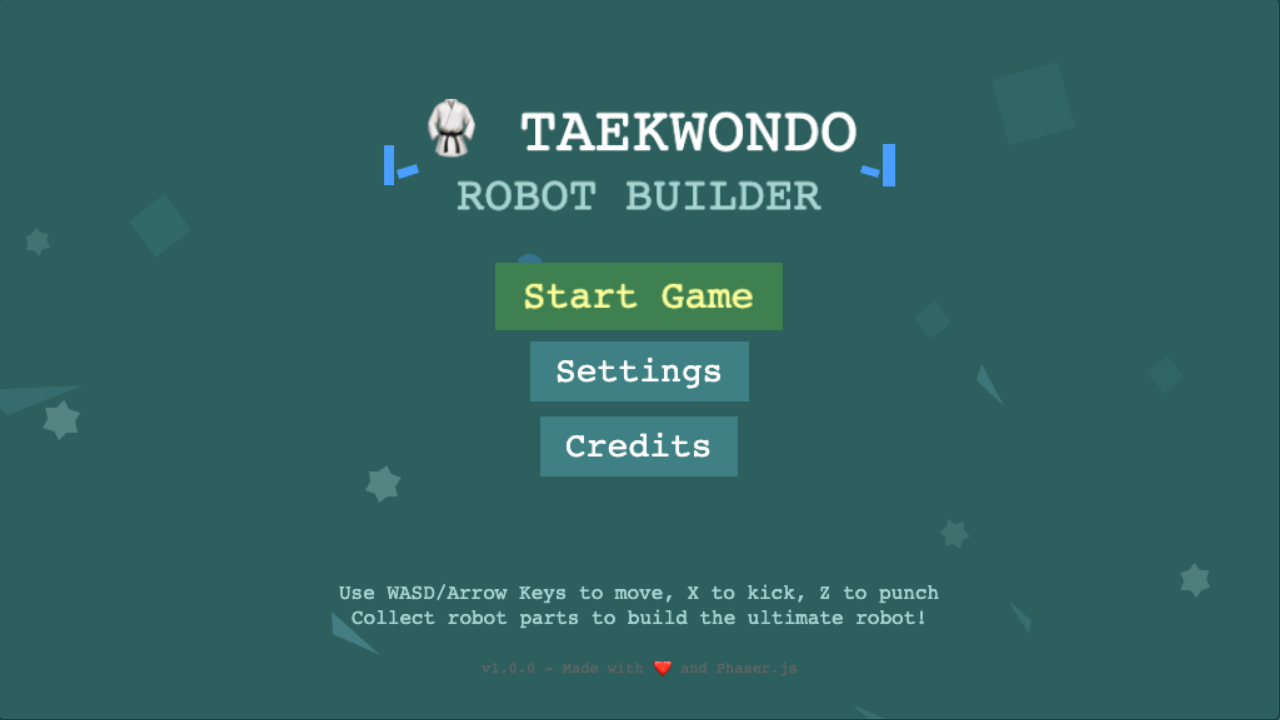 TAEKWONDO
ROBOT BUILDER
Start Game
Settings
Credits
Use WASD/Arrow Keys to move, X to kick, Z to punch
Collect robot parts to build the ultimate robot!
v1.0.0 - Made with ❤️ and Phaser.js